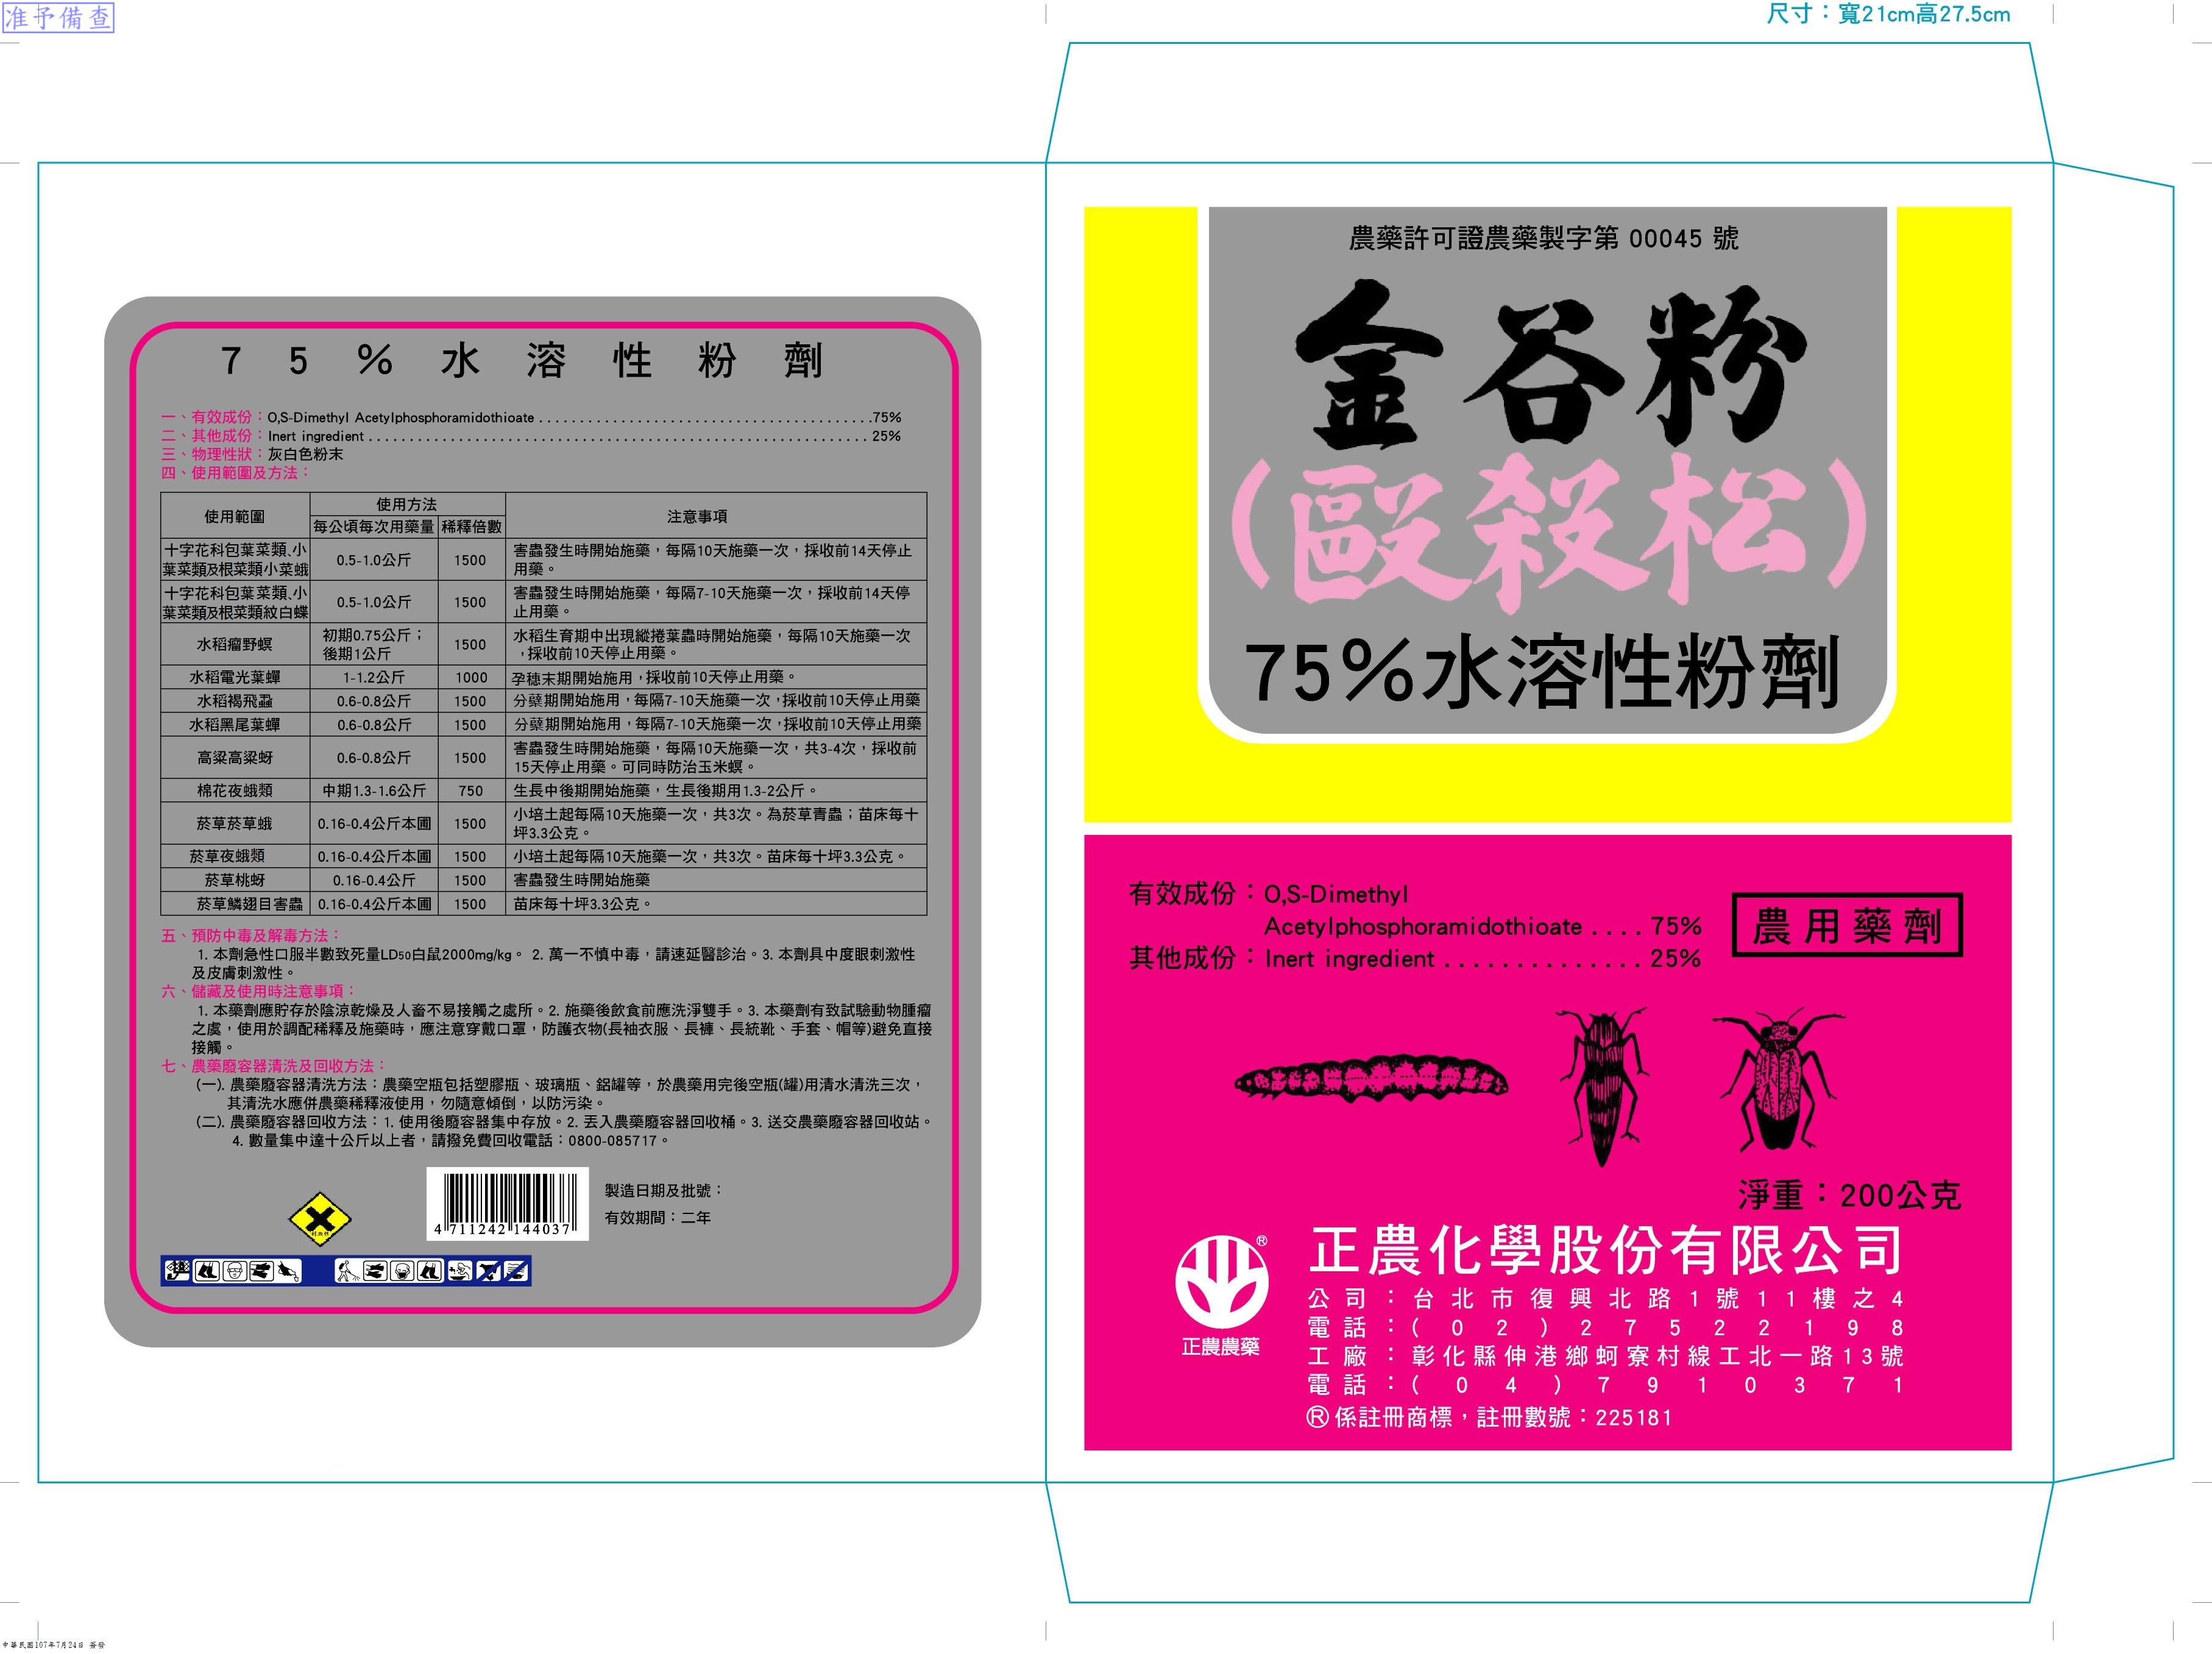 准予備查
尺寸：寬21cm高27.5cm
75%水溶性粉劑
一、有效成份：O,S-Dimethyl Acetylphosphoramidothioate ........................................75%
二、其他成份：Inert ingredient ............................................................ 25%
三、物理性狀：灰白色粉末
四、使用範圍及方法：
使用範圍 使用方法 注意事項
每公頃每次用藥量 稀釋倍數
十字花科包葉菜類、小葉菜類及根菜類小菜蛾 0.5-1.0公斤 1500 害蟲發生時開始施藥，每隔10天施藥一次，採收前14天停止用藥。
十字花科包葉菜類、小葉菜類及根菜類紋白蝶 0.5-1.0公斤 1500 害蟲發生時開始施藥，每隔7-10天施藥一次，採收前14天停止用藥。
水稻瘤野螟 初期0.75公斤；後期1公斤 1500 水稻生育期中出現縱捲葉蟲時開始施藥，每隔10天施藥一次，採收前10天停止用藥。
水稻電光葉蟬 1-1.2公斤 1000 孕穗末期開始施用，採收前10天停止用藥。
水稻褐飛蝨 0.6-0.8公斤 1500 分蘗期開始施用，每隔7-10天施藥一次，採收前10天停止用藥
水稻黑尾葉蟬 0.6-0.8公斤 1500 分蘗期開始施用，每隔7-10天施藥一次，採收前10天停止用藥
高粱高粱蚜 0.6-0.8公斤 1500 害蟲發生時開始施藥，每隔10天施藥一次，共3-4次，採收前15天停止用藥。可同時防治玉米螟。
棉花夜蛾類 中期1.3-1.6公斤 750 生長中後期開始施藥，生長後期用1.3-2公斤。
菸草菸草蛾 0.16-0.4公斤本圃 1500 小培土起每隔10天施藥一次，共3次。為菸草青蟲；苗床每十坪3.3公克。
菸草夜蛾類 0.16-0.4公斤本圃 1500 小培土起每隔10天施藥一次，共3次。苗床每十坪3.3公克。
菸草桃蚜 0.16-0.4公斤 1500 害蟲發生時開始施藥
菸草鱗翅目害蟲 0.16-0.4公斤本圃 1500 苗床每十坪3.3公克。
五、預防中毒及解毒方法：
1. 本劑急性口服半數致死量LD50白鼠2000mg/kg。 2. 萬一不慎中毒，請速延醫診治。3. 本劑具中度眼刺激性
及皮膚刺激性。
六、儲藏及使用時注意事項：
1. 本藥劑應貯存於陰涼乾燥及人畜不易接觸之處所。2. 施藥後飲食前應洗淨雙手。3. 本藥劑有致試驗動物腫瘤
之虞，使用於調配稀釋及施藥時，應注意穿戴口罩，防護衣物(長袖衣服、長褲、長統靴、手套、帽等)避免直接
接觸。
七、農藥廢容器清洗及回收方法：
(一). 農藥廢容器清洗方法：農藥空瓶包括塑膠瓶、玻璃瓶、鋁罐等，於農藥用完後空瓶(罐)用清水清洗三次，
其清洗水應併農藥稀釋液使用，勿隨意傾倒，以防污染。
(二). 農藥廢容器回收方法：1. 使用後廢容器集中存放。2. 丟入農藥廢容器回收桶。3. 送交農藥廢容器回收站。
4. 數量集中達十公斤以上者，請撥免費回收電話：0800-085717。
4 711242 144037
製造日期及批號：
有效期間：二年
農藥許可證農藥製字第 00045 號
金谷粉
(毆殺松)
75%水溶性粉劑
有效成份：O,S-Dimethyl
Acetylphosphoramidothioate .... 75%
其他成份：Inert ingredient .............. 25%
農用藥劑
淨重：200公克
®
正農農藥
正農化學股份有限公司
公司：台北市復興北路1號11樓之4
電話：(02)27522198
工廠：彰化縣伸港鄉蚵寮村線工北一路13號
電話：(04)7910371
®係註冊商標，註冊數號：225181
中華民國107年7月24日 簽發